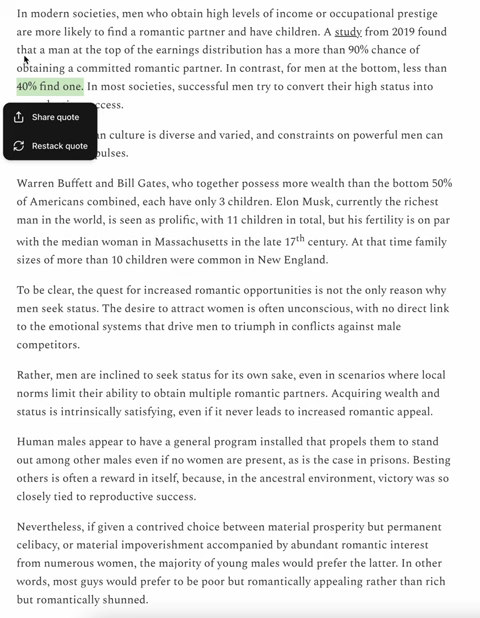 In modern societies, men who obtain high levels of income or occupational prestige
are more likely to find a romantic partner and have children. A study from 2019 found
that a man at the top of the earnings distribution has a more than 90% chance of
obtaining a committed romantic partner. In contrast, for men at the bottom, less than
40% find one. In most societies, successful men try to convert their high status into
ccess.
Share quote
n culture is diverse and varied, and constraints on powerful men can
Restack quote
pulses.
Warren Buffett and Bill Gates, who together possess more wealth than the bottom 50%
of Americans combined, each have only 3 children. Elon Musk, currently the richest
man in the world, is seen as prolific, with 11 children in total, but his fertility is on par
with the median woman in Massachusetts in the late 17th century. At that time family
sizes of more than 10 children were common in New England.
To be clear, the quest for increased romantic opportunities is not the only reason why
men seek status. The desire to attract women is often unconscious, with no direct link
to the emotional systems that drive men to triumph in conflicts against male
competitors.
Rather, men are inclined to seek status for its own sake, even in scenarios where local
norms limit their ability to obtain multiple romantic partners. Acquiring wealth and
status is intrinsically satisfying, even if it never leads to increased romantic appeal.
Human males appear to have a general program installed that propels them to stand
out among other males even if no women are present, as is the case in prisons. Besting
others is often a reward in itself, because, in the ancestral environment, victory was so
closely tied to reproductive success.
Nevertheless, if given a contrived choice between material prosperity but permanent
celibacy, or material impoverishment accompanied by abundant romantic interest
from numerous women, the majority of young males would prefer the latter. In other
words, most guys would prefer to be poor but romantically appealing rather than rich
but romantically shunned.